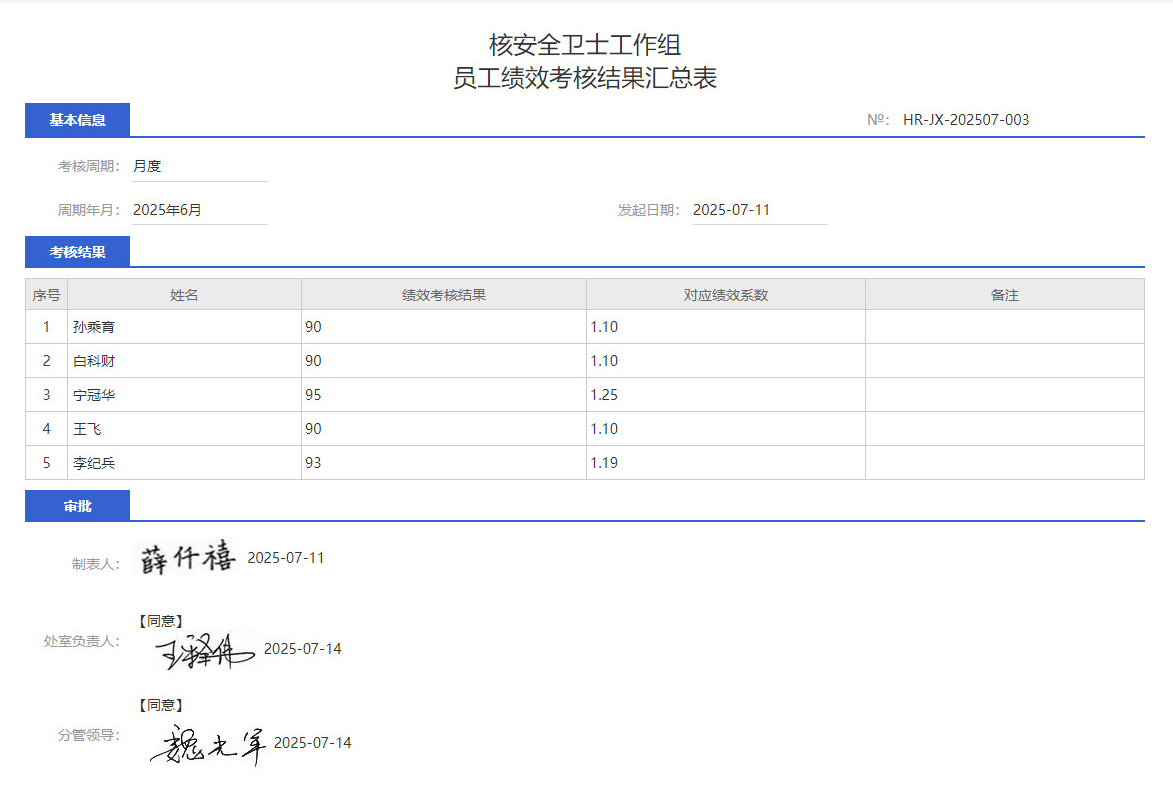 核安全卫士工作组
员工绩效考核结果汇总表
基本信息 №： HR-JX-202507-003
考核周期： 月度
周期年月： 2025年6月 发起日期： 2025-07-11
考核结果
序号 姓名 绩效考核结果 对应绩效系数 备注
1 孙乘育 90 1.10
2 白科财 90 1.10
3 宁冠华 95 1.25
4 王飞 90 1.10
5 李纪兵 93 1.19
审批
制表人： 薛仟禧 2025-07-11
【同意】
处室负责人： 王释伟 2025-07-14
【同意】
分管领导： 魏光军 2025-07-14